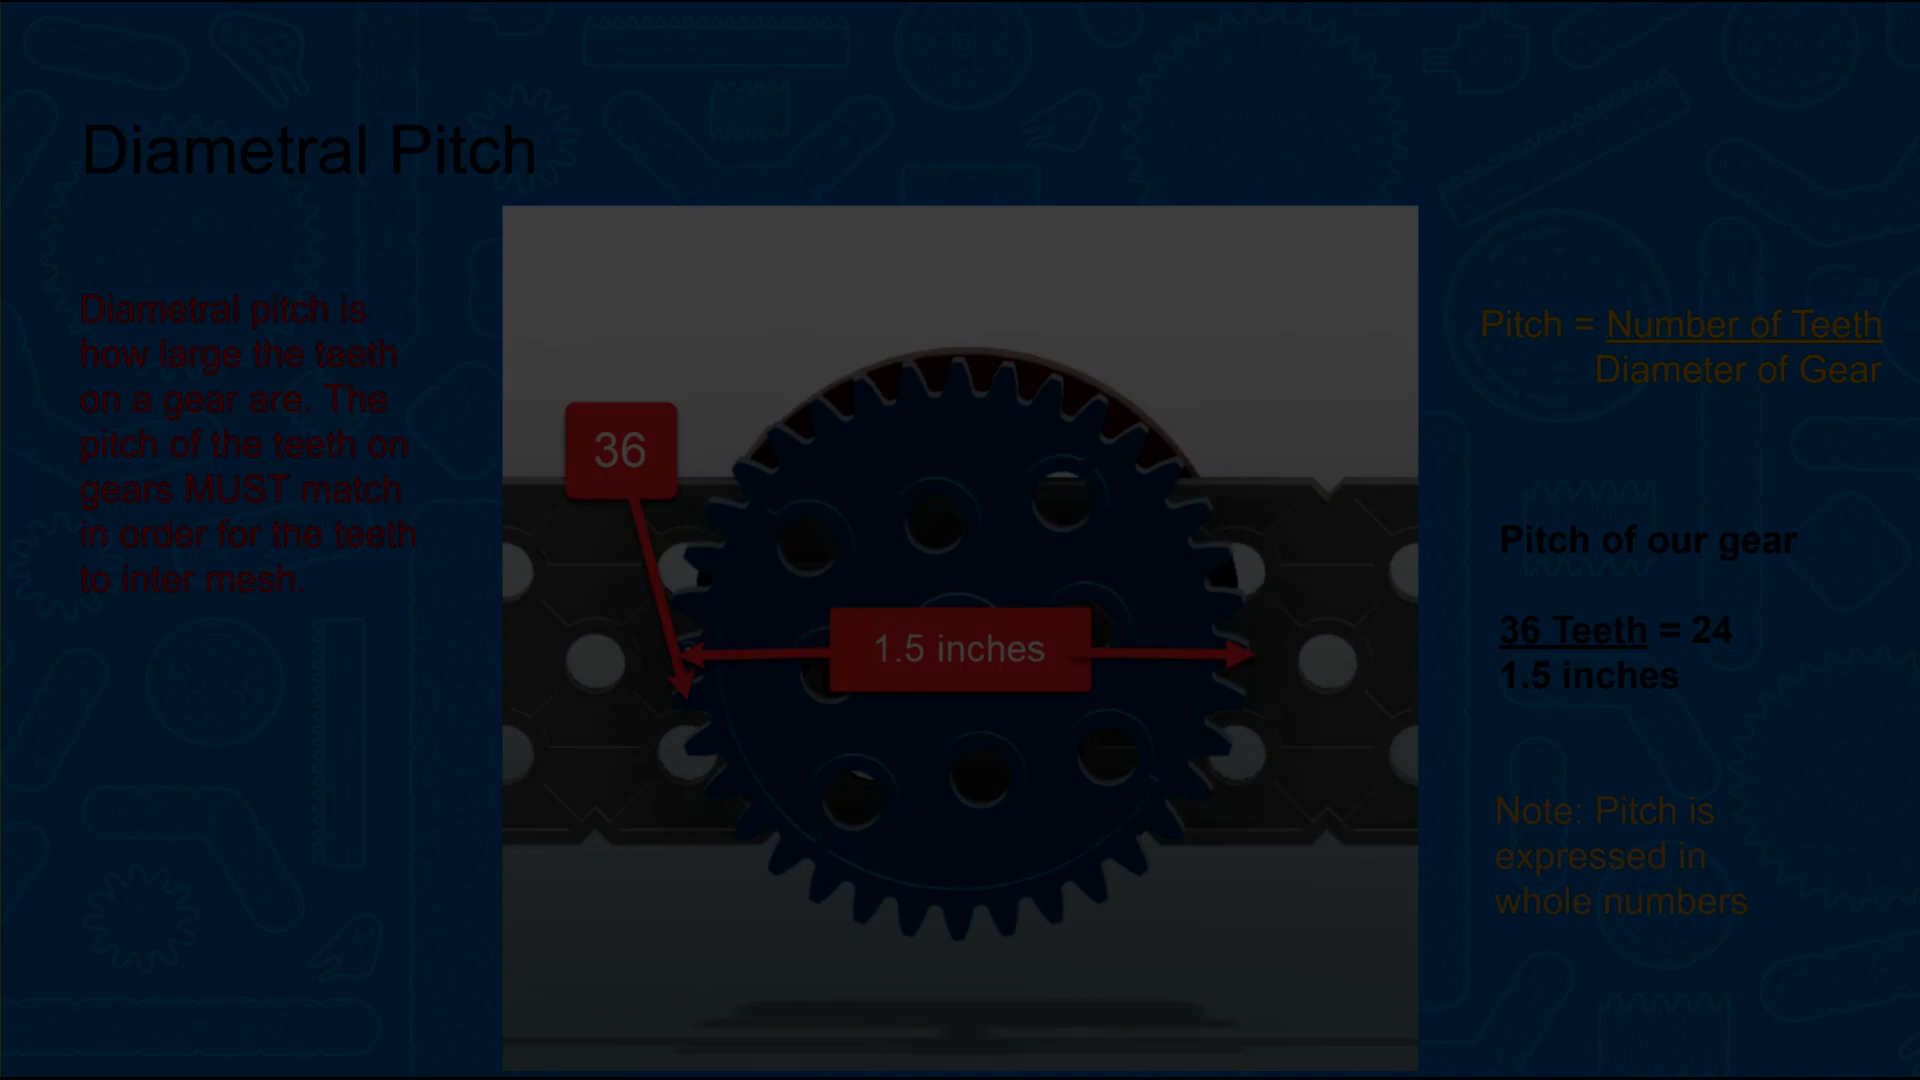 Diametral Pitch
Diametral pitch is
how large the teeth
on a gear are. The
pitch of the teeth on
gears MUST match
in order for the teeth
to inter mesh.
36
1.5 inches
Pitch = Number of Teeth
Diameter of Gear
Pitch of our gear
36 Teeth = 24
1.5 inches
Note: Pitch is
expressed in
whole numbers